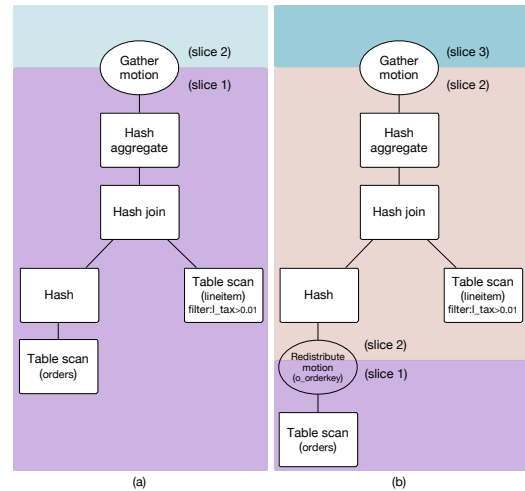 Gather
motion
(slice 2)
(slice 1)
Hash
aggregate
Hash join
Hash
Table scan
(lineitem)
filter:l_tax>0.01
Table scan
(orders)
(a)
Gather
motion
(slice 3)
(slice 2)
Hash
aggregate
Hash join
Hash
Table scan
(lineitem)
filter:l_tax>0.01
Redistribute
motion
(o_orderkey)
(slice 2)
(slice 1)
Table scan
(orders)
(b)